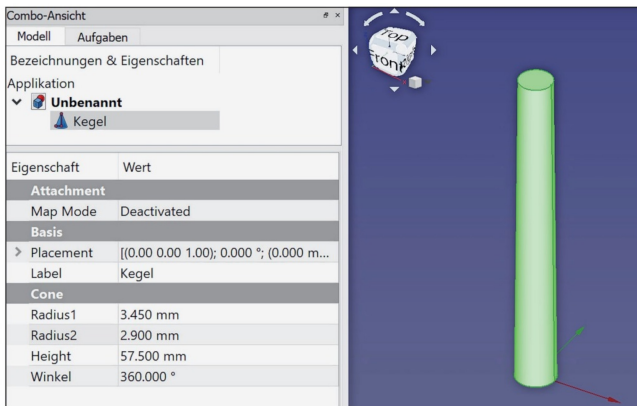 Combo-Ansicht
Modell Aufgaben
Bezeichnungen & Eigenschaften
Applikation
Unbenannt
Kegel
Eigenschaft Wert
Attachment
Map Mode Deactivated
Basis
Placement [(0.00 0.00 1.00); 0.000 °; (0.000 m...
Label Kegel
Cone
Radius1 3.450 mm
Radius2 2.900 mm
Height 57.500 mm
Winkel 360.000 °
Top
Front